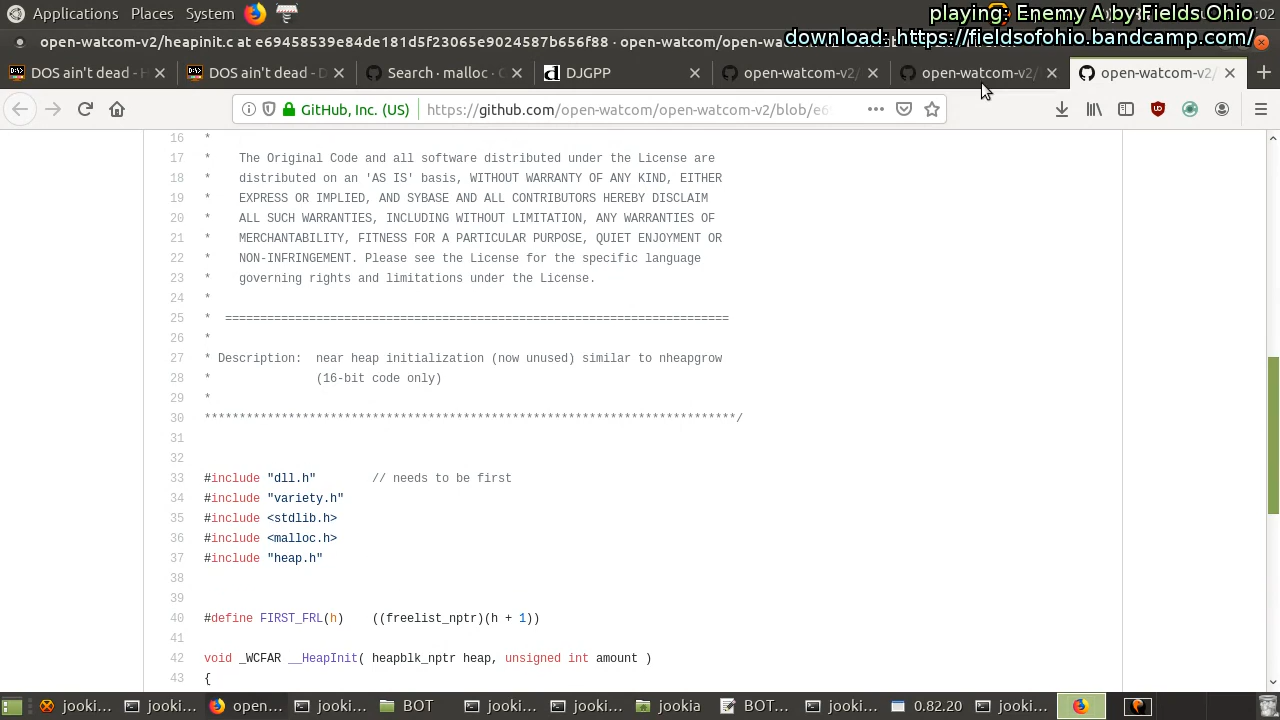 Applications Places System
playing: Enemy A by Fields Ohio
:02
open-watcom-v2/heapinit.c at e69458539e84de181d5f23065e9024587b656f88 · open-watcom/open-wa
download: https://fieldsofohio.bandcamp.com/
DOS ain't dead - H
DOS ain't dead - D
Search · malloc · 
DJGPP
open-watcom-v2/
open-watcom-v2/
open-watcom-v2/
GitHub, Inc. (US)
https://github.com/open-watcom/open-watcom-v2/blob/e6
16 *
17 * The Original Code and all software distributed under the License are
18 * distributed on an 'AS IS' basis, WITHOUT WARRANTY OF ANY KIND, EITHER
19 * EXPRESS OR IMPLIED, AND SYBASE AND ALL CONTRIBUTORS HEREBY DISCLAIM
20 * ALL SUCH WARRANTIES, INCLUDING WITHOUT LIMITATION, ANY WARRANTIES OF
21 * MERCHANTABILITY, FITNESS FOR A PARTICULAR PURPOSE, QUIET ENJOYMENT OR
22 * NON-INFRINGEMENT. Please see the License for the specific language
23 * governing rights and limitations under the License.
24 *
25 * ========================================================================
26 *
27 * Description: near heap initialization (now unused) similar to nheapgrow
28 * (16-bit code only)
29 *
30 ****************************************************************************/
31
32
33 #include "dll.h" // needs to be first
34 #include "variety.h"
35 #include <stdlib.h>
36 #include <malloc.h>
37 #include "heap.h"
38
39
40 #define FIRST_FRL(h) ((freelist_nptr)(h + 1))
41
42 void _WCFAR __HeapInit( heapblk_nptr heap, unsigned int amount )
43 {
jooki...
jooki...
open...
jooki...
BOT
jooki...
jooki...
jookia
BOT...
jooki...
0.82.20
jooki...